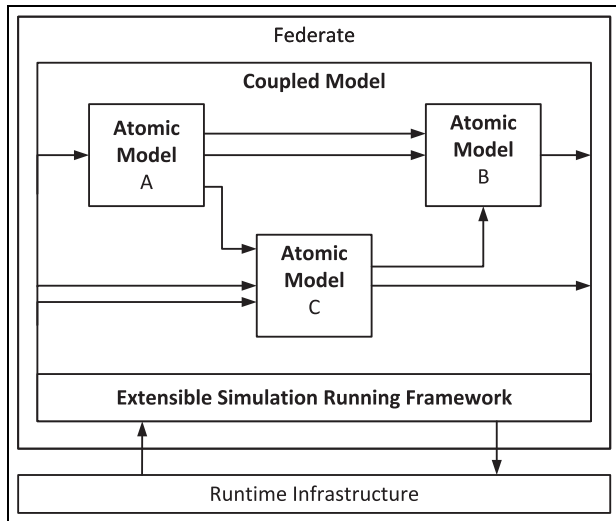 Federate
Coupled Model
Atomic
Model
A
Atomic
Model
B
Atomic
Model
C
Extensible Simulation Running Framework
Runtime Infrastructure